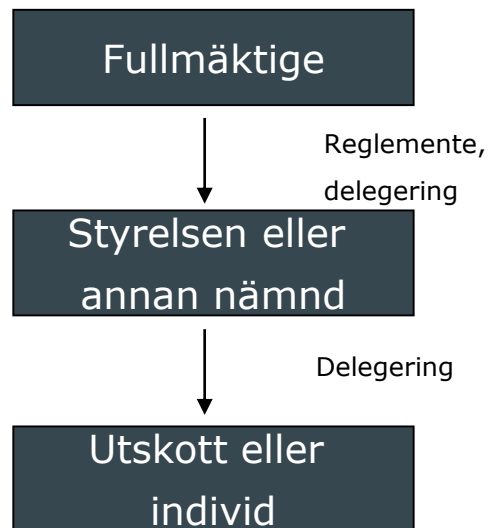 Fullmäktige
Reglemente,
delegering
Styrelsen eller
annan nämnd
Delegering
Utskott eller
individ